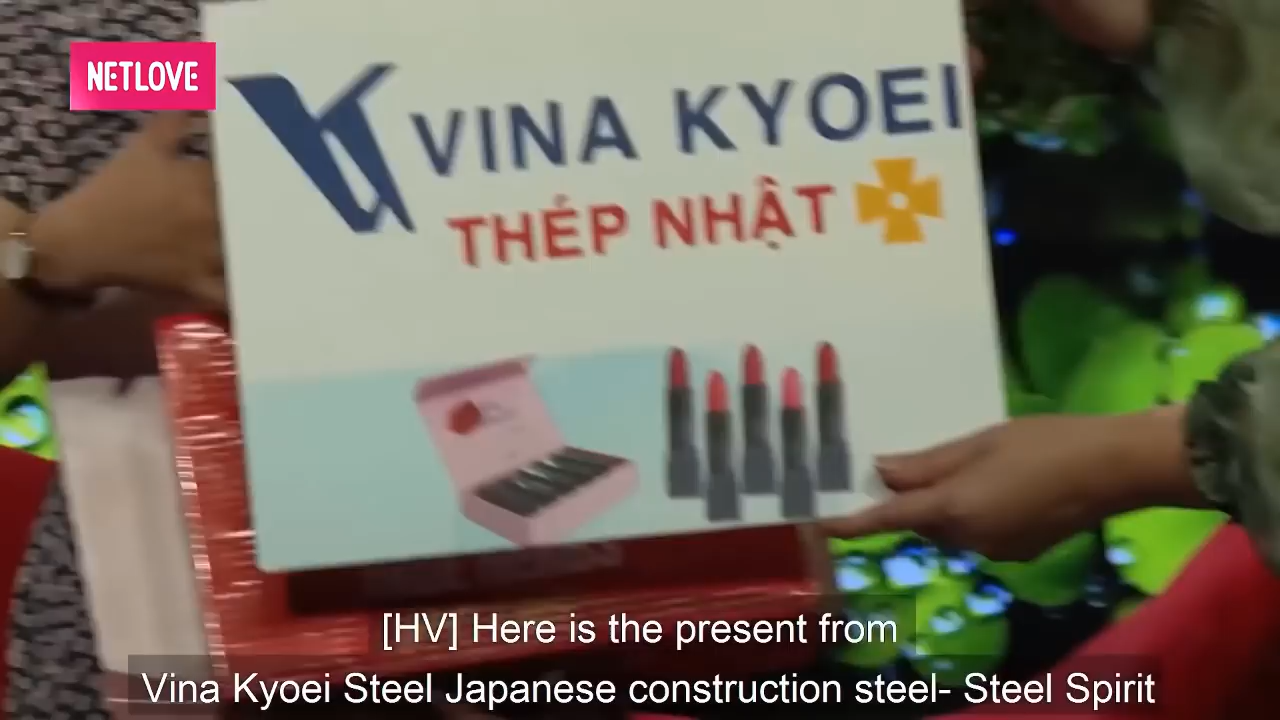 NETLOVE
VINA KYOEI
THÉP NHẬT
[HV] Here is the present from
Vina Kyoei Steel Japanese construction steel- Steel Spirit